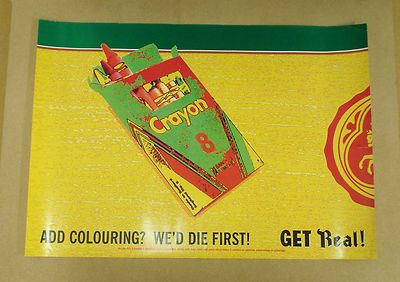 Crayon
8
ADD COLOURING? WE'D DIE FIRST!
GET Real!